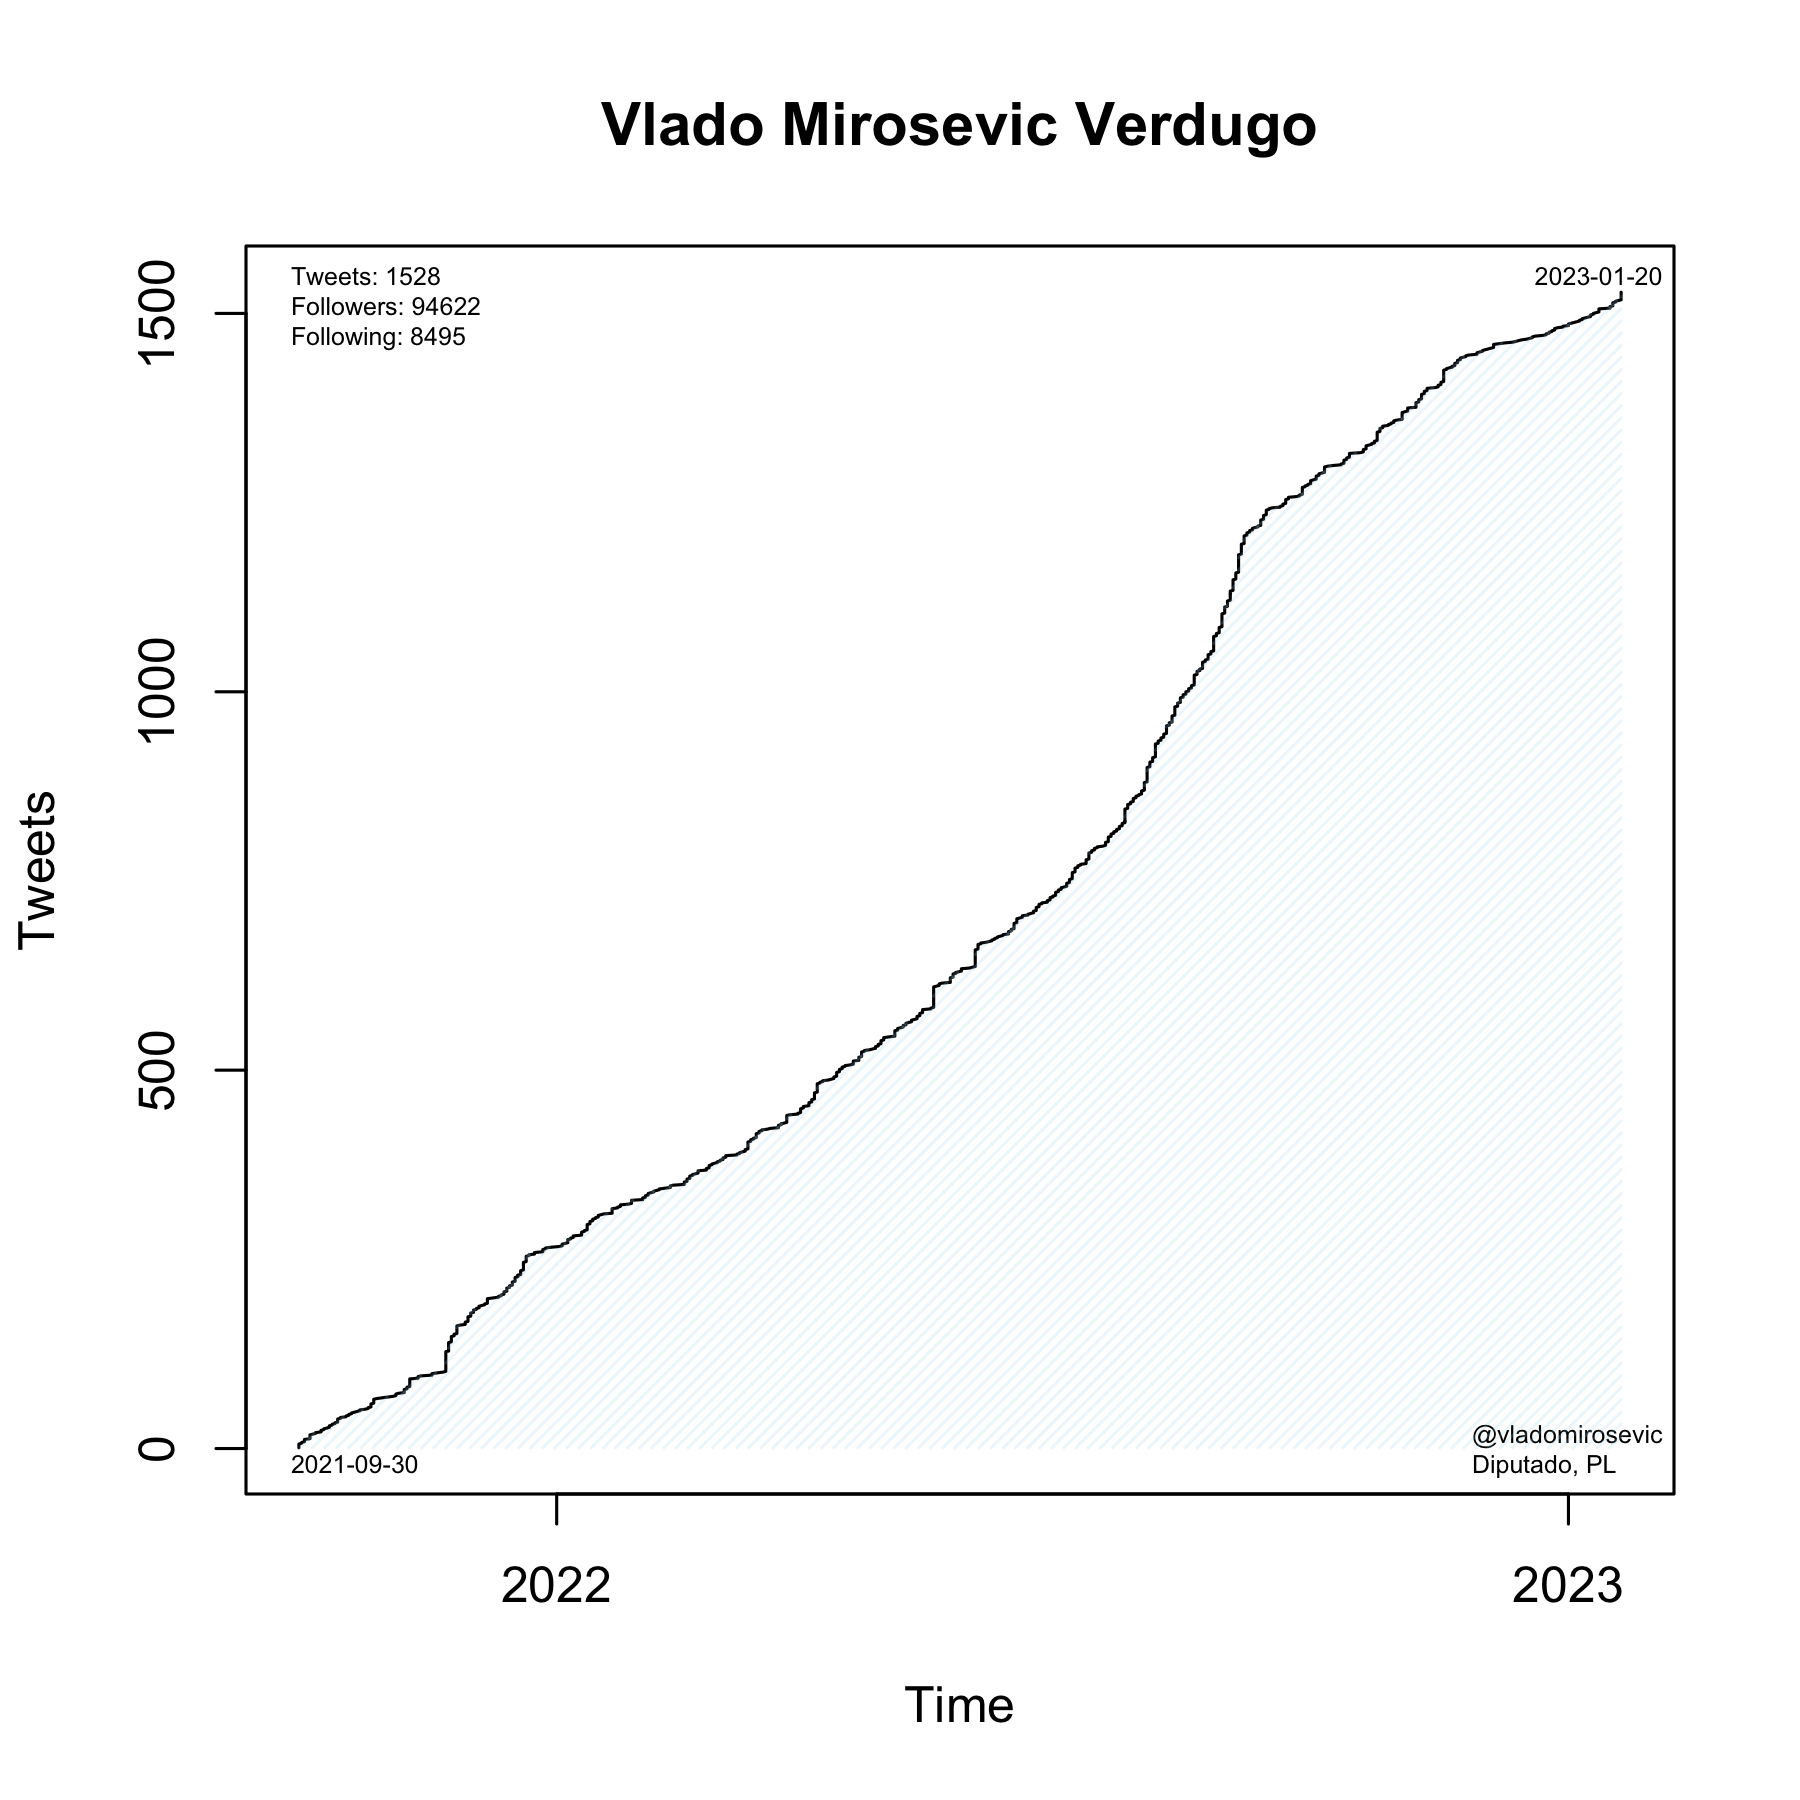 Vlado Mirosevic Verdugo
Tweets: 1528
Followers: 94622
Following: 8495
2023-01-20
1500
1000
500
0
Tweets
2021-09-30
@vladomirosevic
Diputado, PL
2022
2023
Time